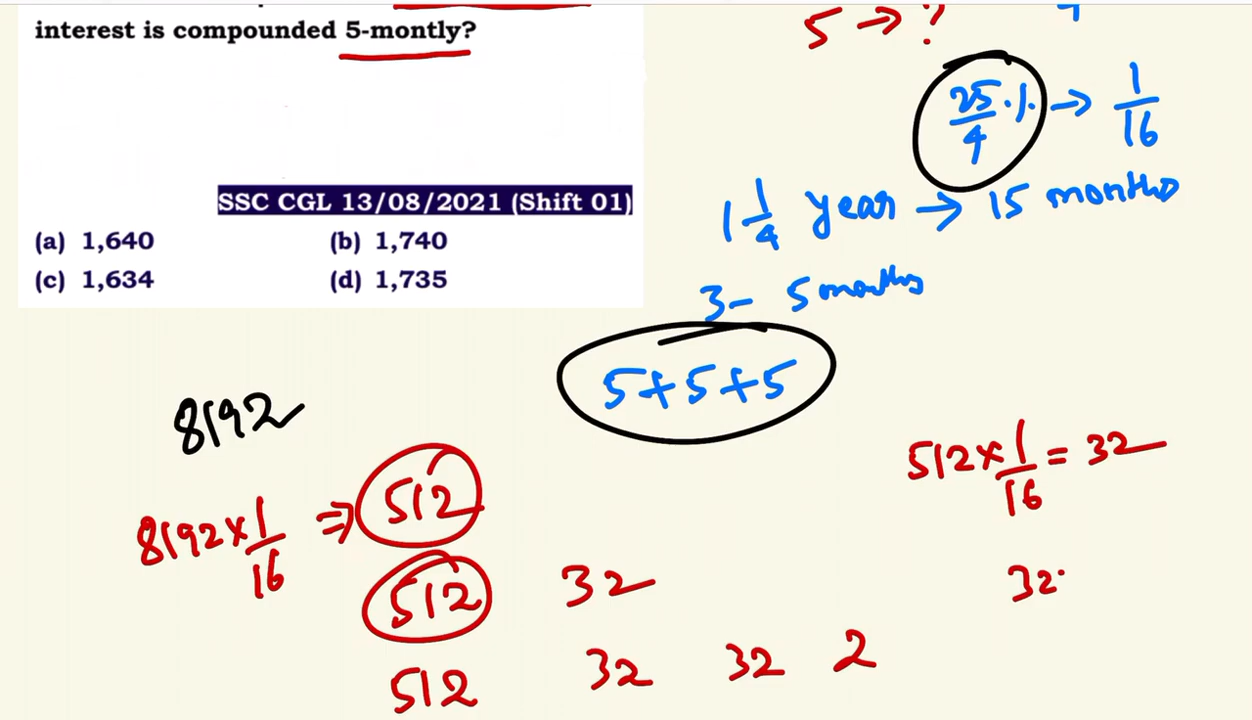 interest is compounded 5-montly?
5 → ?
25/4 % → 1/16
1 1/4 year → 15 months
SSC CGL 13/08/2021 (Shift 01)
(a) 1,640 (b) 1,740
(c) 1,634 (d) 1,735
3 - 5 months
5+5+5
8192
512 × 1/16 = 32
8192 × 1/16 ⇒ 512
512 32
32
512 32 32 2